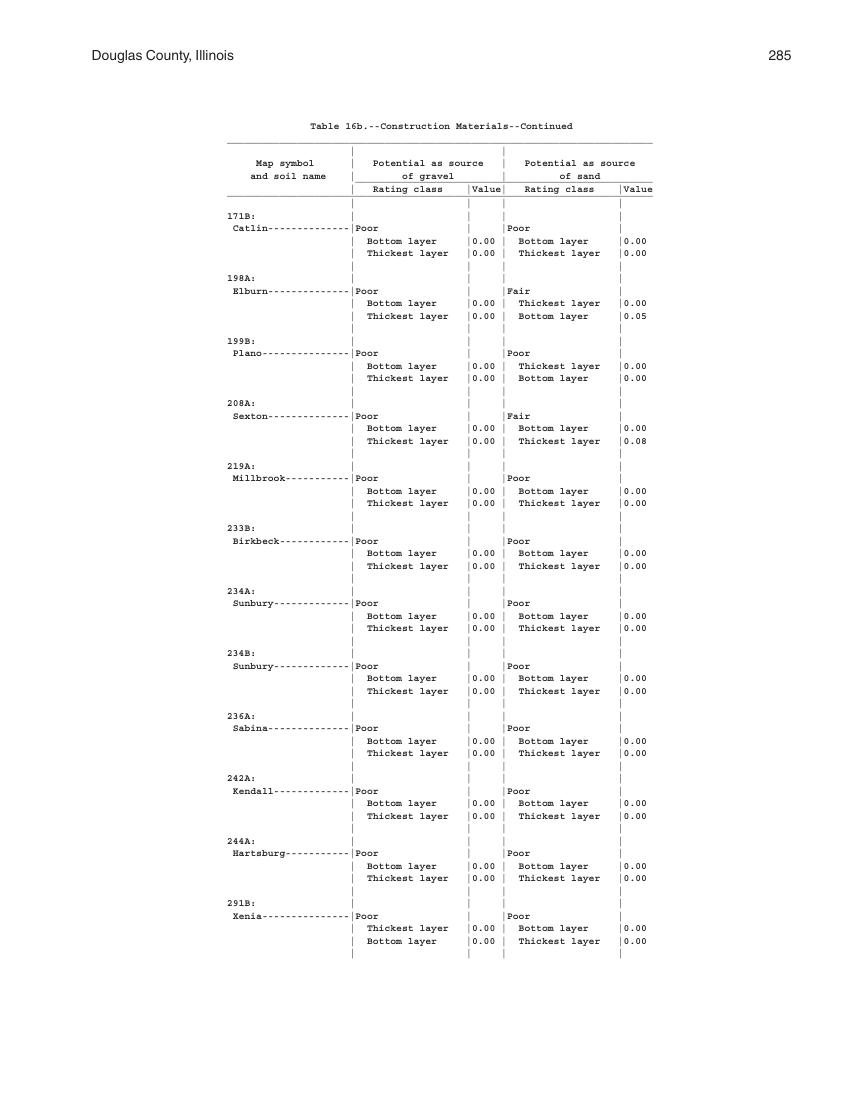 Douglas County, Illinois 285
Table 16b.--Construction Materials--Continued
Map symbol | Potential as source | Potential as source
and soil name | of gravel | of sand
| Rating class |Value| Rating class |Value
171B:
Catlin--------------|Poor |Poor
Bottom layer |0.00 | Bottom layer |0.00
Thickest layer |0.00 | Thickest layer |0.00
198A:
Elburn--------------|Poor |Fair
Bottom layer |0.00 | Thickest layer |0.00
Thickest layer |0.00 | Bottom layer |0.05
199B:
Plano---------------|Poor |Poor
Bottom layer |0.00 | Thickest layer |0.00
Thickest layer |0.00 | Bottom layer |0.00
208A:
Sexton--------------|Poor |Fair
Bottom layer |0.00 | Bottom layer |0.00
Thickest layer |0.00 | Thickest layer |0.08
219A:
Millbrook-----------|Poor |Poor
Bottom layer |0.00 | Bottom layer |0.00
Thickest layer |0.00 | Thickest layer |0.00
233B:
Birkbeck------------|Poor |Poor
Bottom layer |0.00 | Bottom layer |0.00
Thickest layer |0.00 | Thickest layer |0.00
234A:
Sunbury-------------|Poor |Poor
Bottom layer |0.00 | Bottom layer |0.00
Thickest layer |0.00 | Thickest layer |0.00
234B:
Sunbury-------------|Poor |Poor
Bottom layer |0.00 | Bottom layer |0.00
Thickest layer |0.00 | Thickest layer |0.00
236A:
Sabina--------------|Poor |Poor
Bottom layer |0.00 | Bottom layer |0.00
Thickest layer |0.00 | Thickest layer |0.00
242A:
Kendall-------------|Poor |Poor
Bottom layer |0.00 | Bottom layer |0.00
Thickest layer |0.00 | Thickest layer |0.00
244A:
Hartsburg-----------|Poor |Poor
Bottom layer |0.00 | Bottom layer |0.00
Thickest layer |0.00 | Thickest layer |0.00
291B:
Xenia---------------|Poor |Poor
Thickest layer |0.00 | Bottom layer |0.00
Bottom layer |0.00 | Thickest layer |0.00